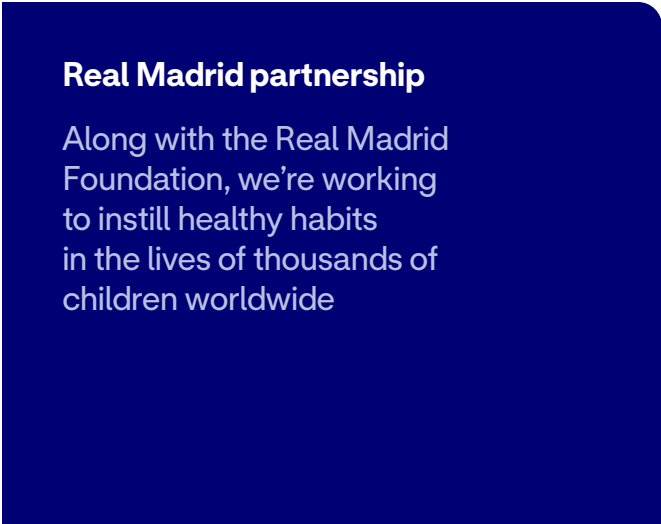 Real Madrid partnership
Along with the Real Madrid
Foundation, we’re working
to instill healthy habits
in the lives of thousands of
children worldwide